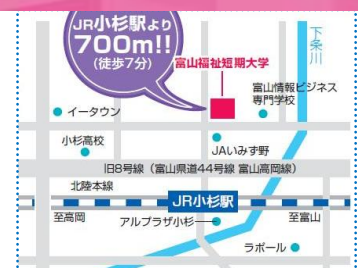 JR小杉駅より
700m!!
(徒歩7分)
富山福祉短期大学
下条川
富山情報ビジネス
専門学校
イータウン
小杉高校
JAいみず野
旧8号線（富山県道44号線 富山高岡線）
北陸本線
JR小杉駅
至高岡
アルプラザ小杉
至富山
ラポール